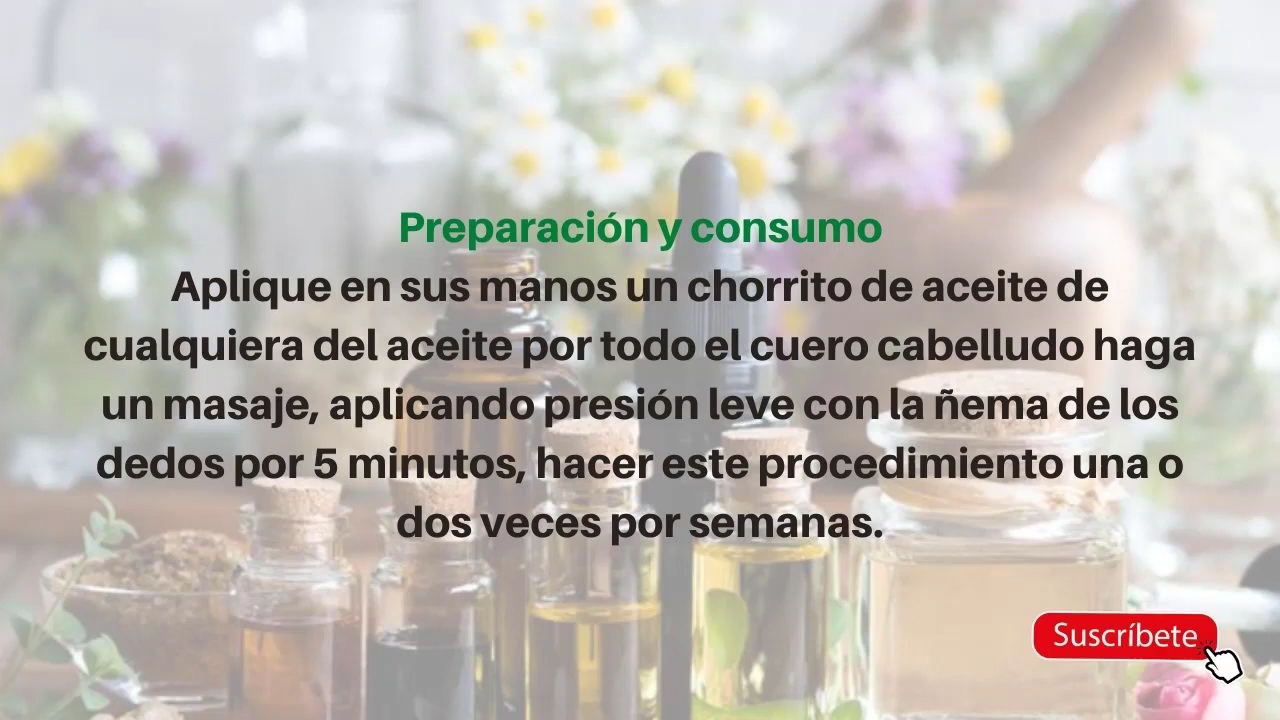 Preparación y consumo
Aplique en sus manos un chorrito de aceite de
cualquiera del aceite por todo el cuero cabelludo haga
un masaje, aplicando presión leve con la ñema de los
dedos por 5 minutos, hacer este procedimiento una o
dos veces por semanas.
Suscríbete